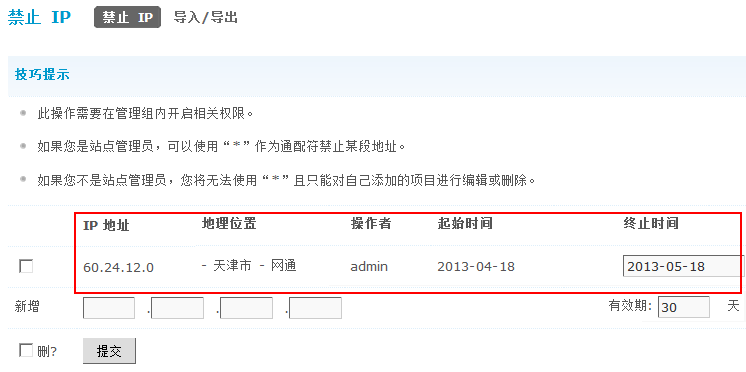 禁止 IP 禁止 IP 导入/导出
技巧提示
此操作需要在管理组内开启相关权限。
如果您是站点管理员，可以使用“*”作为通配符禁止某段地址。
如果您不是站点管理员，您将无法使用“*”且只能对自己添加的项目进行编辑或删除。
IP 地址 地理位置 操作者 起始时间 终止时间
60.24.12.0 - 天津市 - 网通 admin 2013-04-18 2013-05-18
新增 . . . 有效期: 30 天
删? 提交